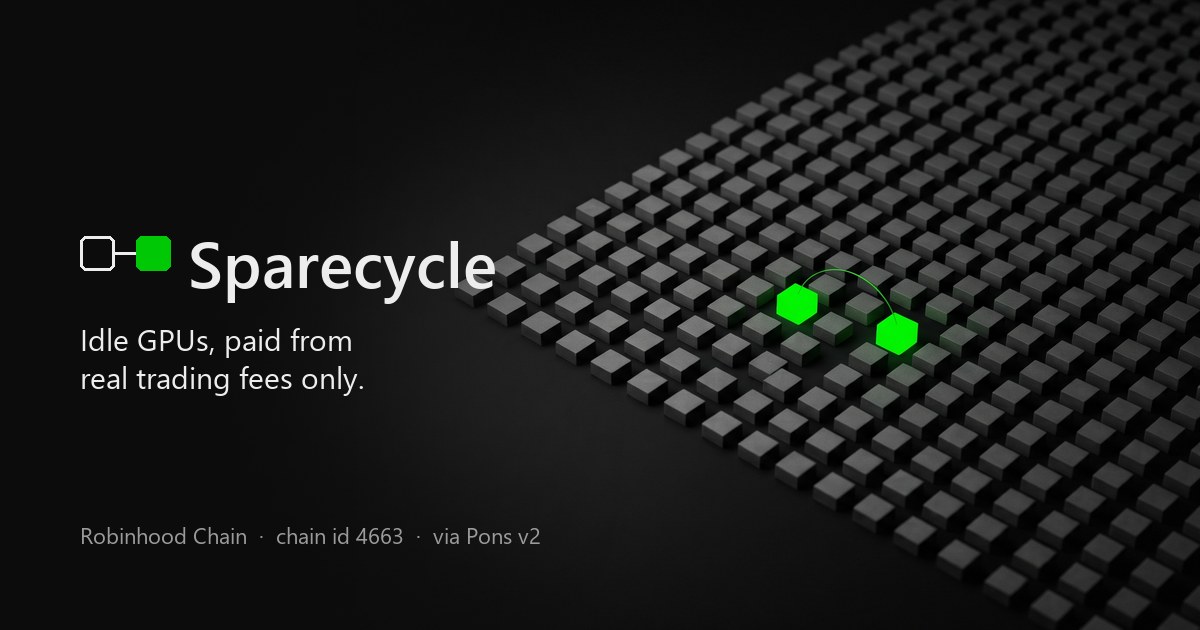 Sparecycle
Idle GPUs, paid from
real trading fees only.
Robinhood Chain · chain id 4663 · via Pons v2